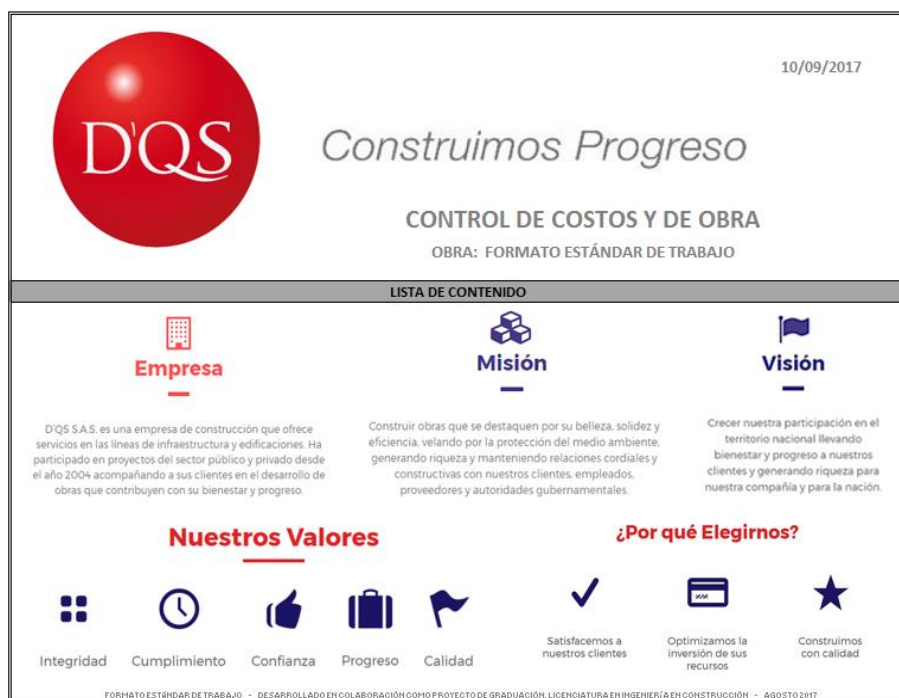 10/09/2017
D'QS
Construimos Progreso
CONTROL DE COSTOS Y DE OBRA
OBRA: FORMATO ESTÁNDAR DE TRABAJO
LISTA DE CONTENIDO
Empresa
D'QS S.A.S. es una empresa de construcción que ofrece
servicios en las líneas de infraestructura y edificaciones. Ha
participado en proyectos del sector público y privado desde
el año 2004 acompañando a sus clientes en el desarrollo de
obras que contribuyen con su bienestar y progreso.
Misión
Construir obras que se destaquen por su belleza, solidez y
eficiencia, velando por la protección del medio ambiente,
generando riqueza y manteniendo relaciones cordiales y
constructivas con nuestros clientes, empleados,
proveedores y autoridades gubernamentales.
Visión
Crecer nuestra participación en el
territorio nacional llevando
bienestar y progreso a nuestros
clientes y generando riqueza para
nuestra compañía y para la nación.
Nuestros Valores
Integridad
Cumplimiento
Confianza
Progreso
Calidad
¿Por qué Elegirnos?
Satisfacemos a
nuestros clientes
Optimizamos la
inversión de sus
recursos
Construimos
con calidad
FORMATO ESTÁNDAR DE TRABAJO - DESARROLLADO EN COLABORACIÓN COMO PROYECTO DE GRADUACIÓN, LICENCIATURA EN INGENIERÍA EN CONSTRUCCIÓN - AGOSTO 2017